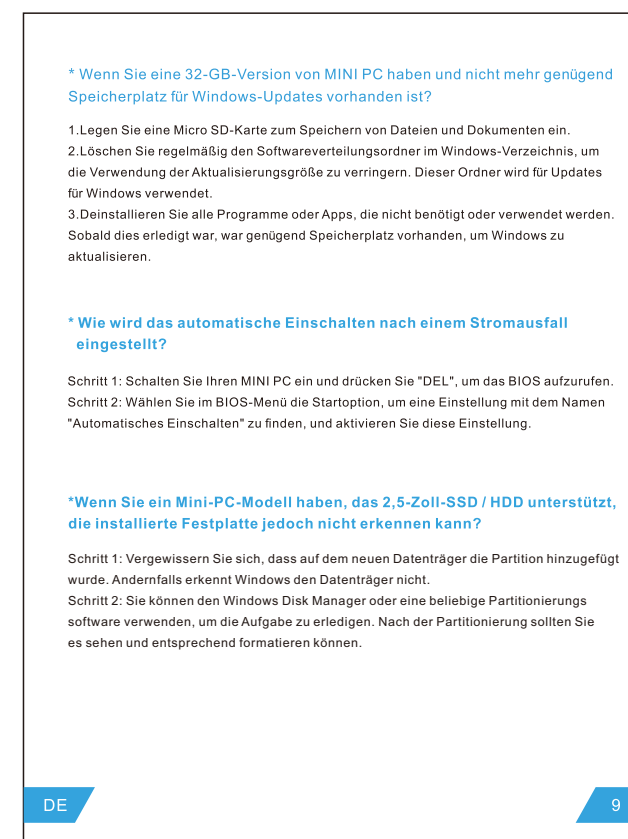 * Wenn Sie eine 32-GB-Version von MINI PC haben und nicht mehr genügend
Speicherplatz für Windows-Updates vorhanden ist?
1.Legen Sie eine Micro SD-Karte zum Speichern von Dateien und Dokumenten ein.
2.Löschen Sie regelmäßig den Softwareverteilungsordner im Windows-Verzeichnis, um
die Verwendung der Aktualisierungsgröße zu verringern. Dieser Ordner wird für Updates
für Windows verwendet.
3.Deinstallieren Sie alle Programme oder Apps, die nicht benötigt oder verwendet werden.
Sobald dies erledigt war, war genügend Speicherplatz vorhanden, um Windows zu
aktualisieren.
* Wie wird das automatische Einschalten nach einem Stromausfall
eingestellt?
Schritt 1: Schalten Sie Ihren MINI PC ein und drücken Sie "DEL", um das BIOS aufzurufen.
Schritt 2: Wählen Sie im BIOS-Menü die Startoption, um eine Einstellung mit dem Namen
"Automatisches Einschalten" zu finden, und aktivieren Sie diese Einstellung.
*Wenn Sie ein Mini-PC-Modell haben, das 2,5-Zoll-SSD / HDD unterstützt,
die installierte Festplatte jedoch nicht erkennen kann?
Schritt 1: Vergewissern Sie sich, dass auf dem neuen Datenträger die Partition hinzugefügt
wurde. Andernfalls erkennt Windows den Datenträger nicht.
Schritt 2: Sie können den Windows Disk Manager oder eine beliebige Partitionierungs
software verwenden, um die Aufgabe zu erledigen. Nach der Partitionierung sollten Sie
es sehen und entsprechend formatieren können.
DE
9